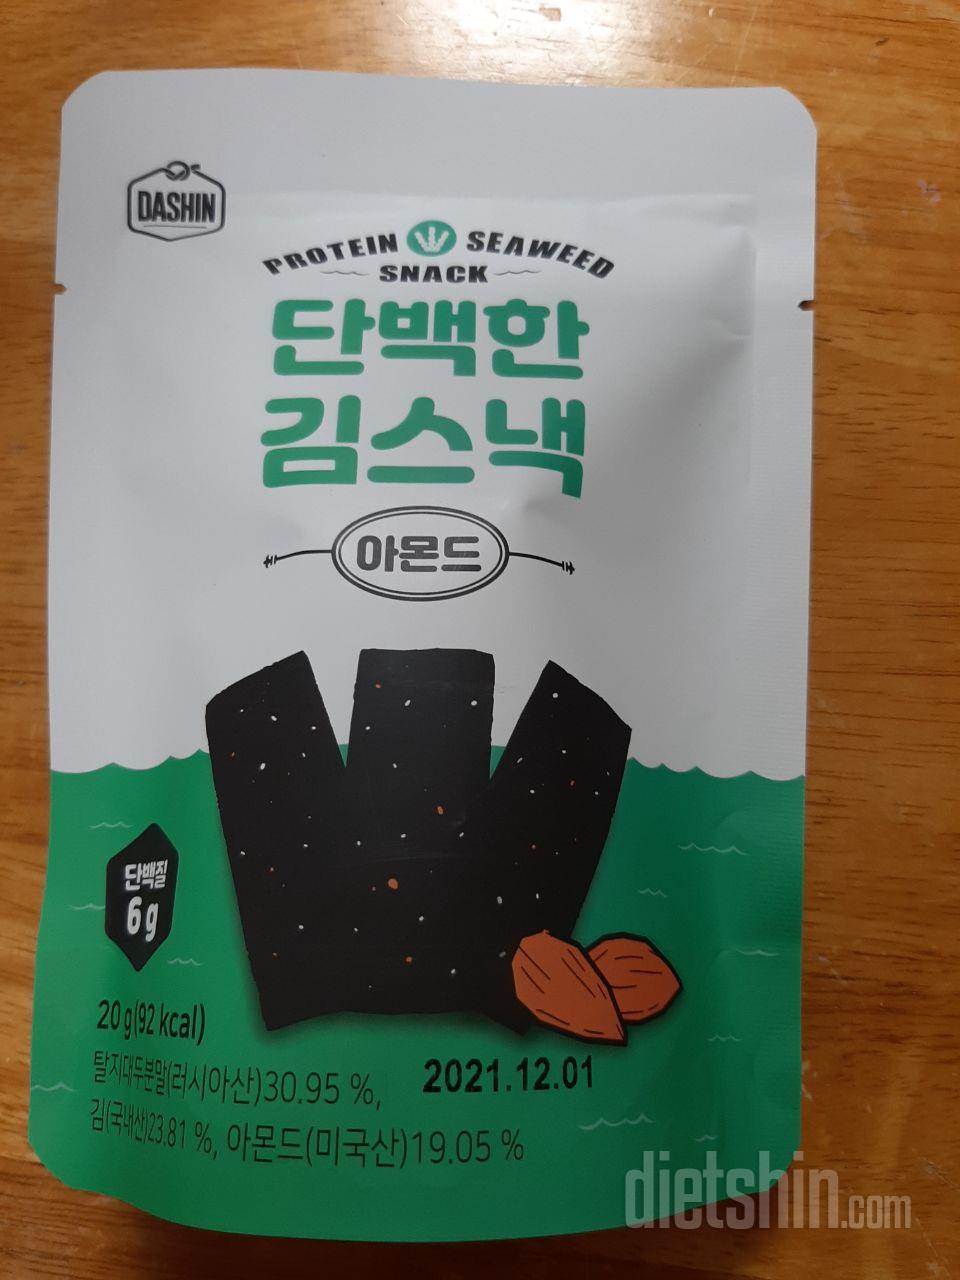 DASHIN
PROTEIN SEAWEED
SNACK
단백한
김스낵
아몬드
단백질
6g
20g(92 kcal)
탈지대두분말(러시아산)30.95 %,
2021.12.01
김(국내산)23.81 %, 아몬드(미국산)19.05 %
dietshin.com